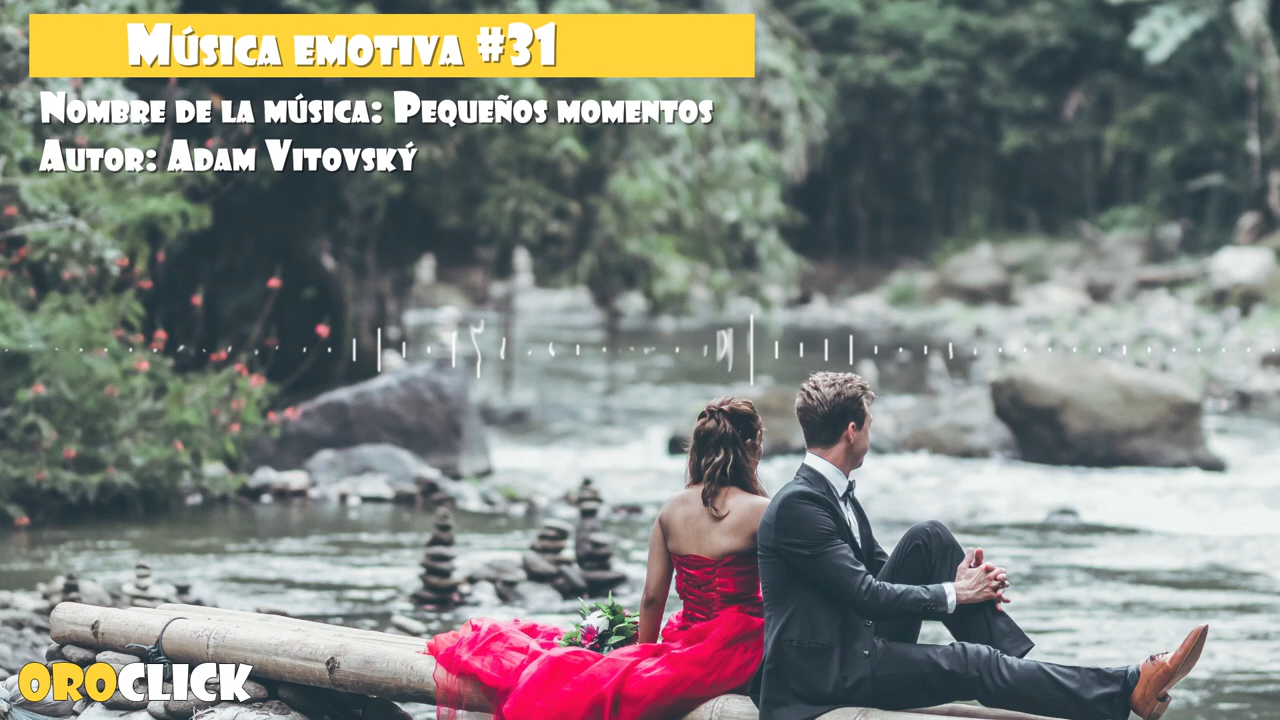 Música emotiva #31
Nombre de la música: Pequeños momentos
Autor: Adam Vitovský
OROCLICK